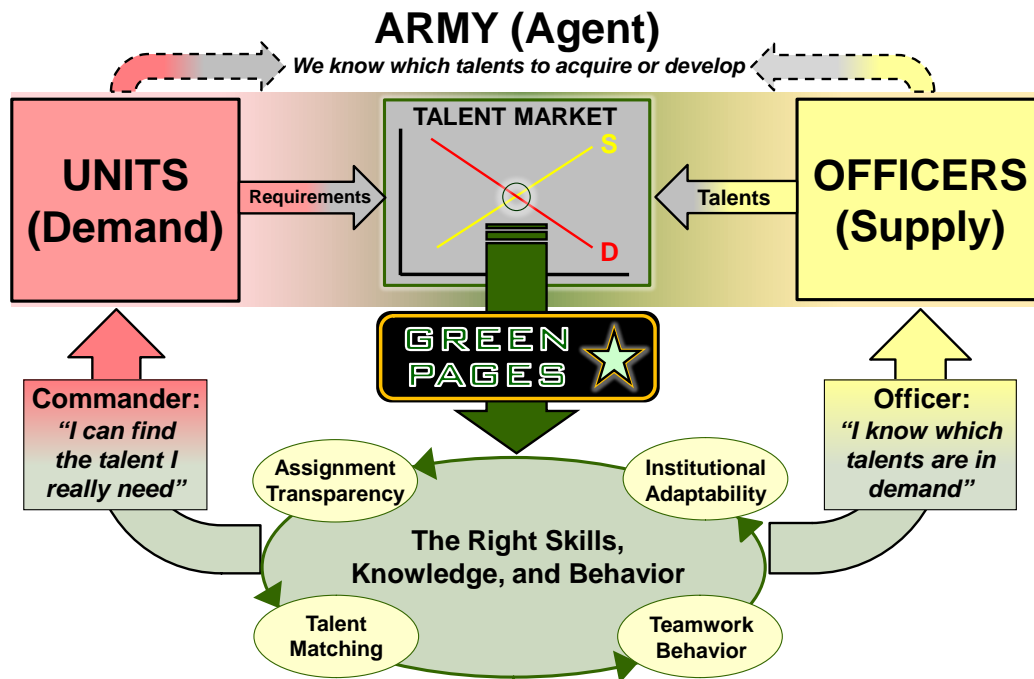 ARMY (Agent)
We know which talents to acquire or develop
UNITS
(Demand)
Requirements
TALENT MARKET
S
D
Talents
OFFICERS
(Supply)
GREEN
PAGES
Commander:
“I can find
the talent I
really need”
Officer:
“I know which
talents are in
demand”
Assignment
Transparency
Institutional
Adaptability
The Right Skills,
Knowledge, and Behavior
Talent
Matching
Teamwork
Behavior